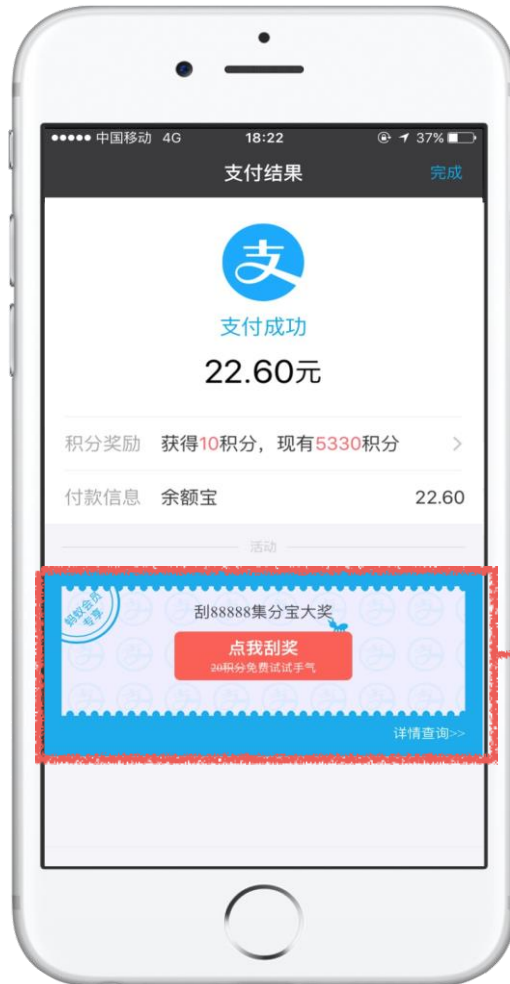 中国移动 4G 18:22 37%
支付结果 完成
支
支付成功
22.60元
积分奖励 获得10积分，现有5330积分 >
付款信息 余额宝 22.60
活动
蚂蚁会员
专享
刮88888集分宝大奖
点我刮奖
20积分免费试试手气
详情查询>>